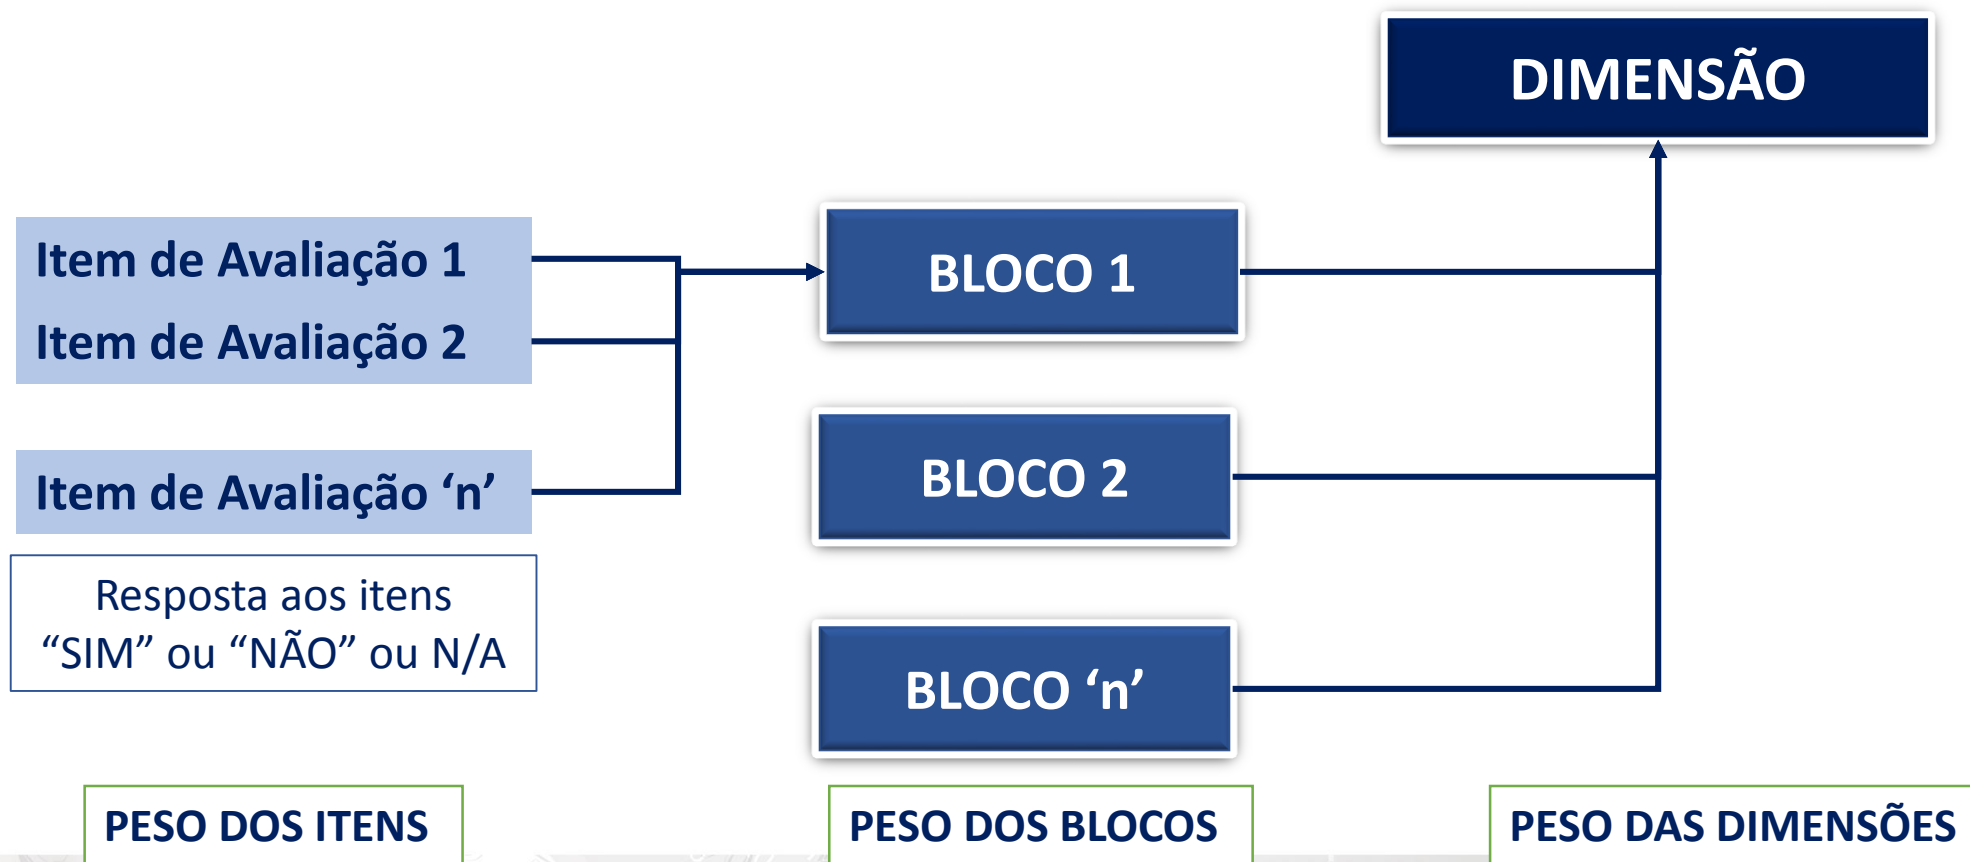 DIMENSÃO
Item de Avaliação 1
Item de Avaliação 2
Item de Avaliação ‘n’
Resposta aos itens
“SIM” ou “NÃO” ou N/A
BLOCO 1
BLOCO 2
BLOCO ‘n’
PESO DOS ITENS
PESO DOS BLOCOS
PESO DAS DIMENSÕES